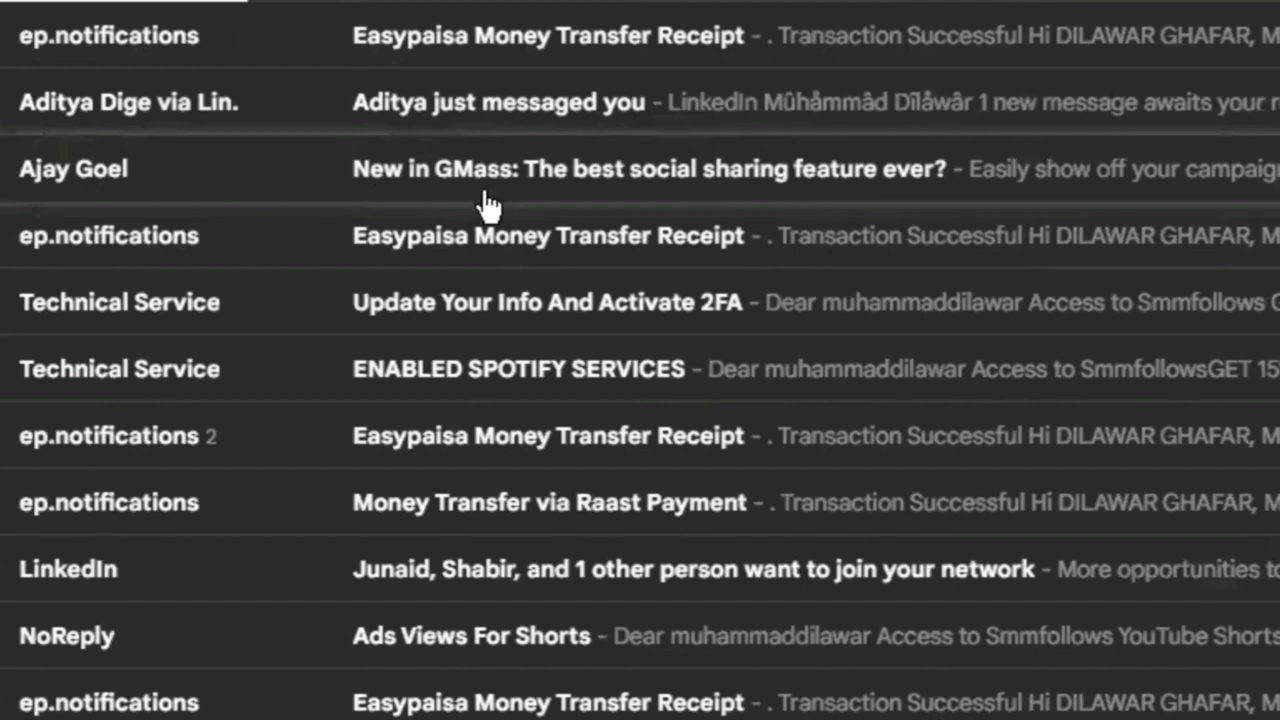 ep.notifications Easypaisa Money Transfer Receipt - . Transaction Successful Hi DILAWAR GHAFAR, M
Aditya Dige via Lin. Aditya just messaged you - LinkedIn Mûhåmmâd Dîlåwâr 1 new message awaits your r
Ajay Goel New in GMass: The best social sharing feature ever? - Easily show off your campaig
ep.notifications Easypaisa Money Transfer Receipt - . Transaction Successful Hi DILAWAR GHAFAR, M
Technical Service Update Your Info And Activate 2FA - Dear muhammaddilawar Access to Smmfollows G
Technical Service ENABLED SPOTIFY SERVICES - Dear muhammaddilawar Access to SmmfollowsGET 15
ep.notifications 2 Easypaisa Money Transfer Receipt - . Transaction Successful Hi DILAWAR GHAFAR, M
ep.notifications Money Transfer via Raast Payment - . Transaction Successful Hi DILAWAR GHAFAR, M
LinkedIn Junaid, Shabir, and 1 other person want to join your network - More opportunities to
NoReply Ads Views For Shorts - Dear muhammaddilawar Access to Smmfollows YouTube Shorts
ep.notifications Easypaisa Money Transfer Receipt - . Transaction Successful Hi DILAWAR GHAFAR, M